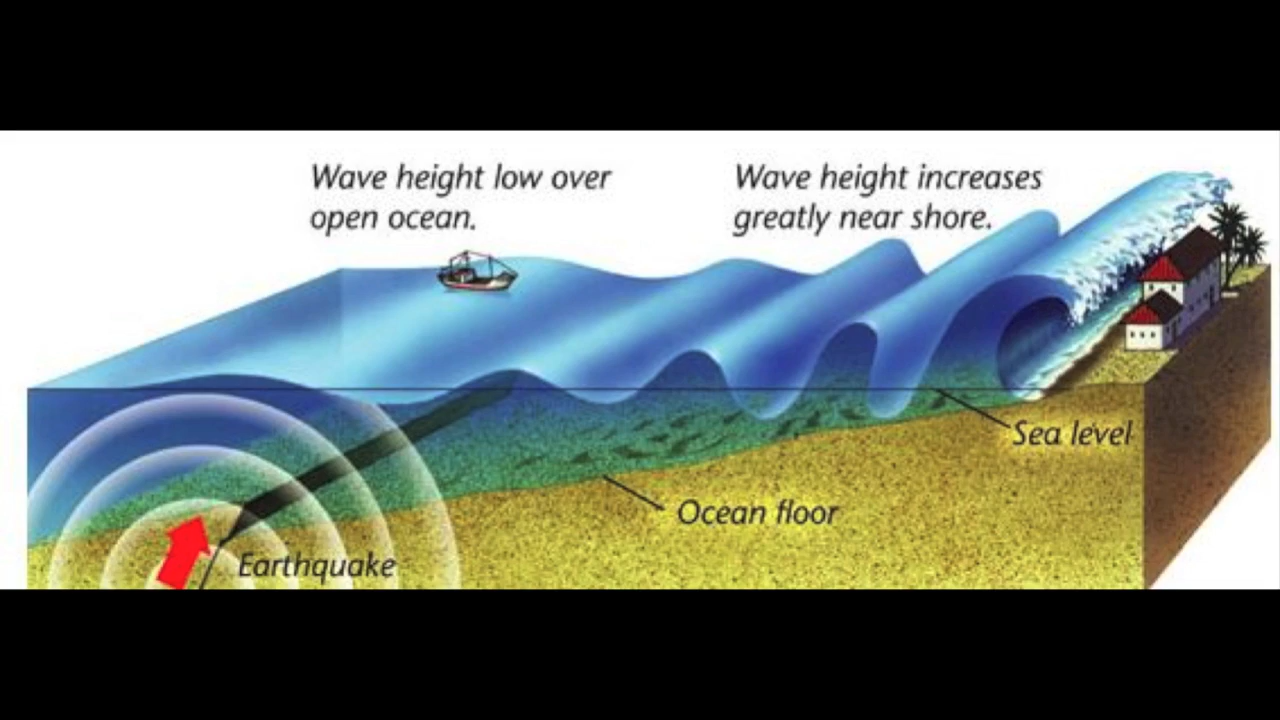 Wave height low over
open ocean.
Wave height increases
greatly near shore.
Sea level
Ocean floor
Earthquake